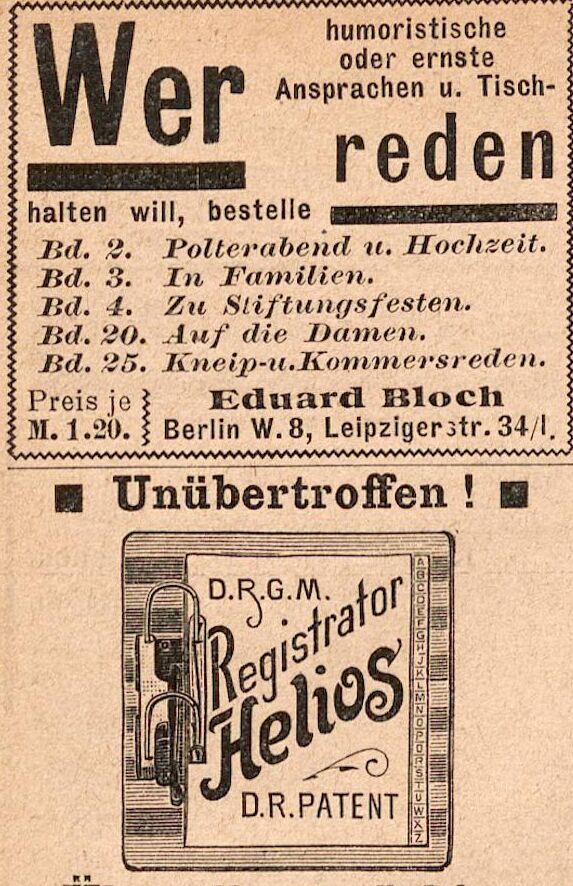 Wer
humoristische
oder ernste
Ansprachen u. Tisch-
reden
halten will, bestelle
Bd. 2. Polterabend u. Hochzeit.
Bd. 3. In Familien.
Bd. 4. Zu Stiftungsfesten.
Bd. 20. Auf die Damen.
Bd. 25. Kneip-u. Kommersreden.
Preis je
M. 1.20.
Eduard Bloch
Berlin W. 8, Leipzigerstr. 34/I.
Unübertroffen!
D.R.G.M.
Registrator
Helios
D.R. PATENT
A
B
C
D
E
F
G
H
J
K
L
M
N
O
P
Q
R
S
T
U
W
X
Z